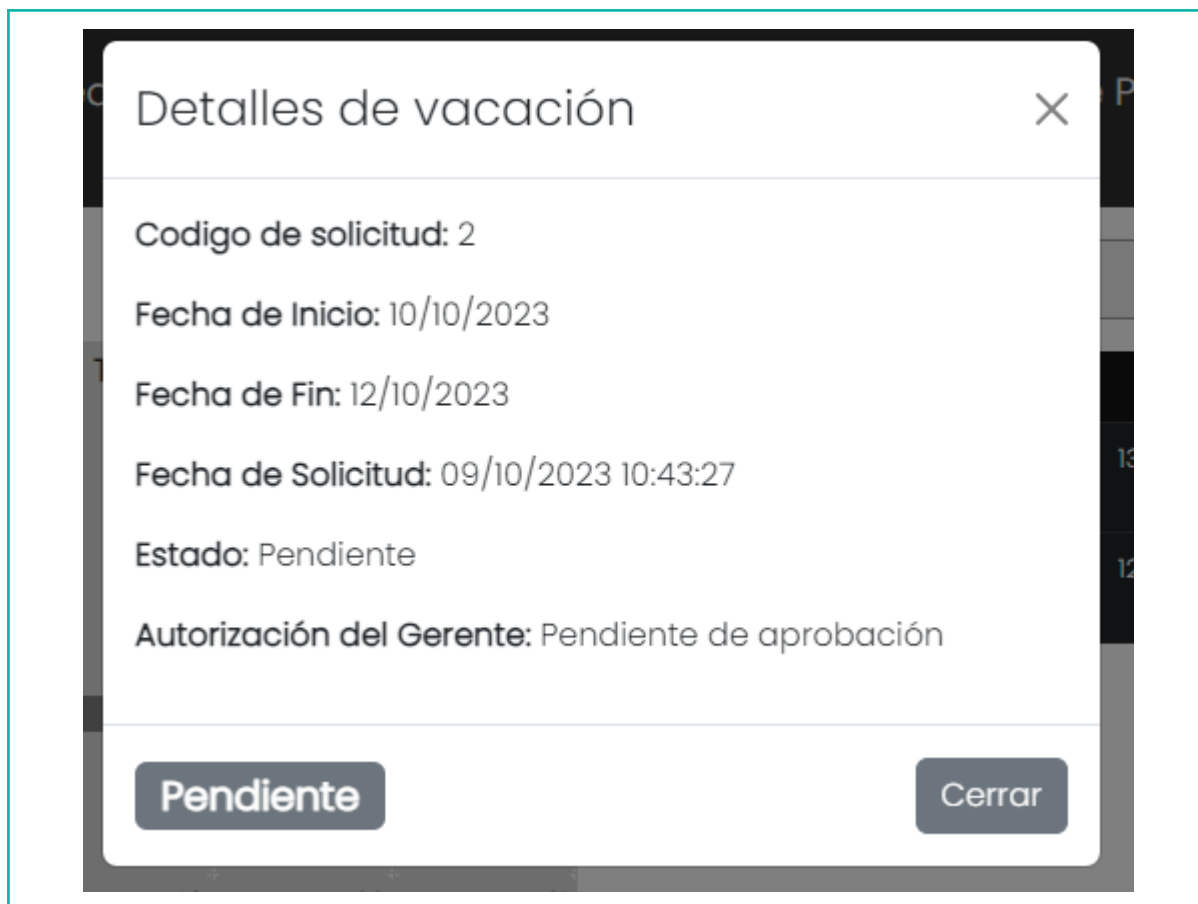 Detalles de vacación
P
Codigo de solicitud: 2
Fecha de Inicio: 10/10/2023
Fecha de Fin: 12/10/2023
Fecha de Solicitud: 09/10/2023 10:43:27
13
Estado: Pendiente
12
Autorización del Gerente: Pendiente de aprobación
Pendiente
Cerrar